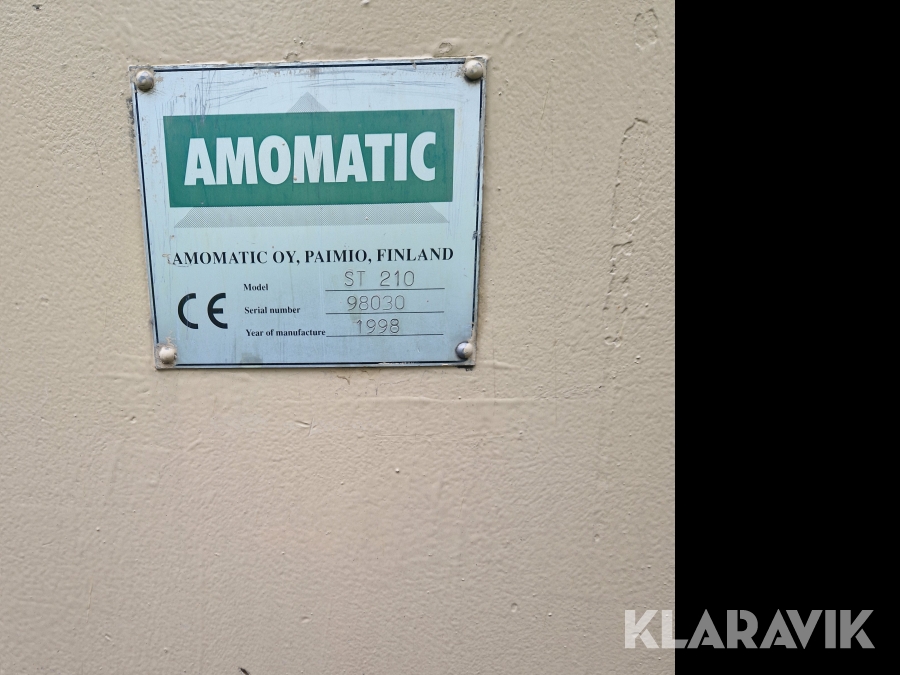 AMOMATIC
AMOMATIC OY, PAIMIO, FINLAND
Model ST 210
CE Serial number 98030
Year of manufacture 1998
KLARAVIK